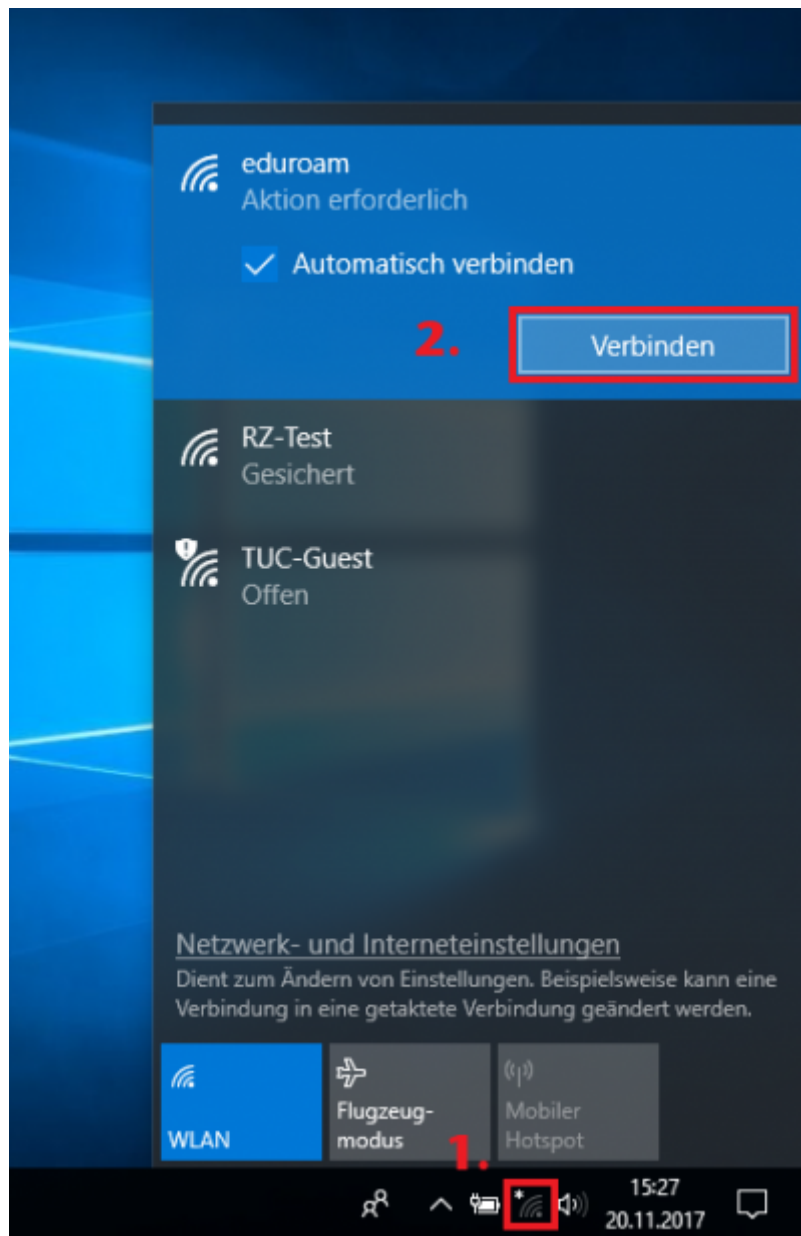 eduroam
Aktion erforderlich
Automatisch verbinden
2.
Verbinden
RZ-Test
Gesichert
TUC-Guest
Offen
Netzwerk- und Interneteinstellungen
Dient zum Ändern von Einstellungen. Beispielsweise kann eine
Verbindung in eine getaktete Verbindung geändert werden.
WLAN
Flugzeug-
modus
Mobiler
Hotspot
1.
15:27
20.11.2017